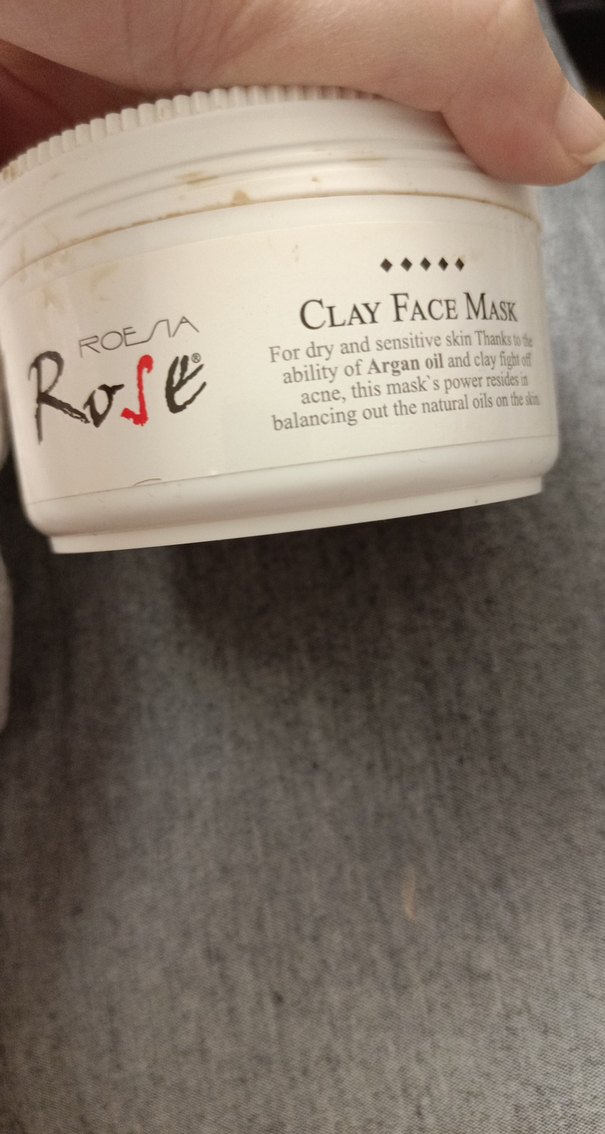 ROESIA
Rose®
CLAY FACE MASK
For dry and sensitive skin Thanks to the
ability of Argan oil and clay fight off
acne, this mask`s power resides in
balancing out the natural oils on the skin